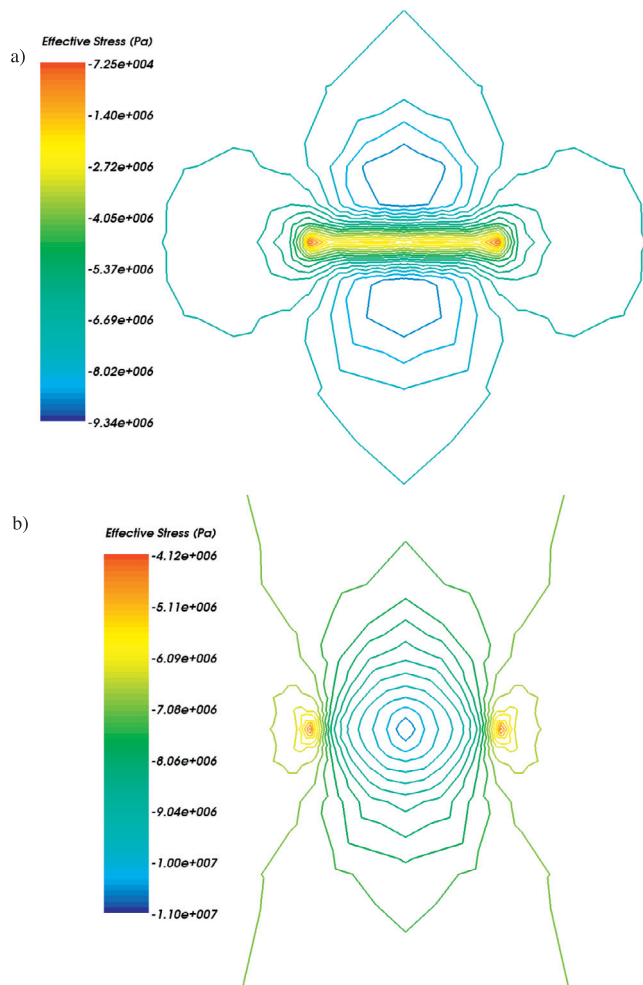 a)
Effective Stress (Pa)
-7.25e+004
-1.40e+006
-2.72e+006
-4.05e+006
-5.37e+006
-6.69e+006
-8.02e+006
-9.34e+006
b)
Effective Stress (Pa)
-4.12e+006
-5.11e+006
-6.09e+006
-7.08e+006
-8.06e+006
-9.04e+006
-1.00e+007
-1.10e+007